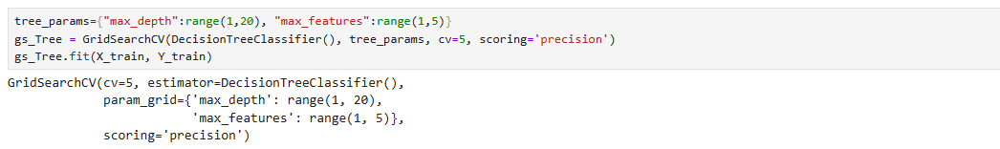 tree_params={"max_depth":range(1,20), "max_features":range(1,5)}
gs_Tree = GridSearchCV(DecisionTreeClassifier(), tree_params, cv=5, scoring='precision')
gs_Tree.fit(X_train, Y_train)
GridSearchCV(cv=5, estimator=DecisionTreeClassifier(),
             param_grid={'max_depth': range(1, 20),
                         'max_features': range(1, 5)},
             scoring='precision')